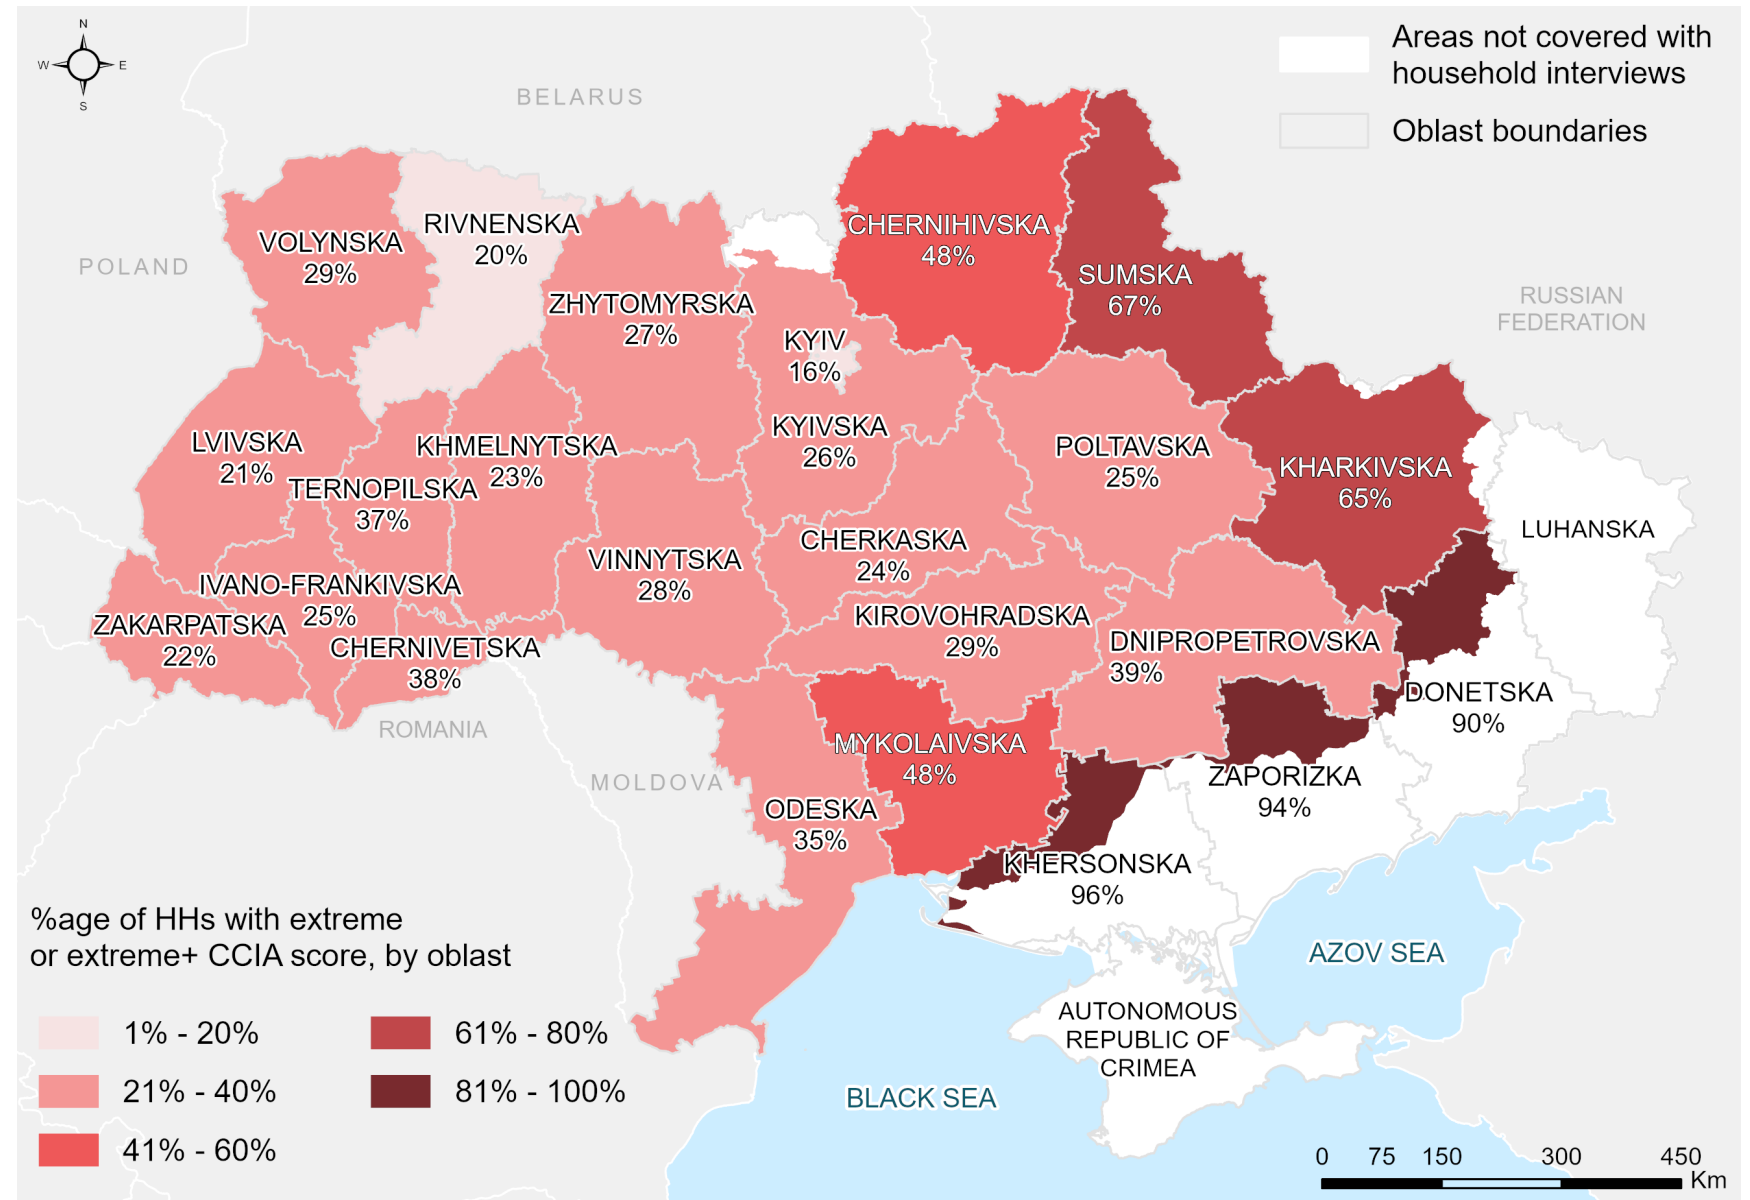 N
W
E
S
BELARUS
Areas not covered with
household interviews
Oblast boundaries
POLAND
RUSSIAN
FEDERATION
VOLYNSKA
29%
RIVNENSKA
20%
CHERNIHIVSKA
48%
SUMSKA
67%
ZHYTOMYRSKA
27%
KYIV
16%
KYIVSKA
26%
LVIVSKA
21%
TERNOPILSKA
37%
KHMELNYTSKA
23%
POLTAVSKA
25%
KHARKIVSKA
65%
LUHANSKA
VINNYTSKA
28%
CHERKASKA
24%
IVANO-FRANKIVSKA
25%
ZAKARPATSKA
22%
CHERNIVETSKA
38%
KIROVOHRADSKA
29%
DNIPROPETROVSKA
39%
DONETSKA
90%
ROMANIA
MOLDOVA
MYKOLAIVSKA
48%
ZAPORIZKA
94%
ODESKA
35%
KHERSONSKA
96%
AZOV SEA
AUTONOMOUS
REPUBLIC OF
CRIMEA
BLACK SEA
%age of HHs with extreme
or extreme+ CCIA score, by oblast
1% - 20%
21% - 40%
41% - 60%
61% - 80%
81% - 100%
0 75 150 300 450
Km